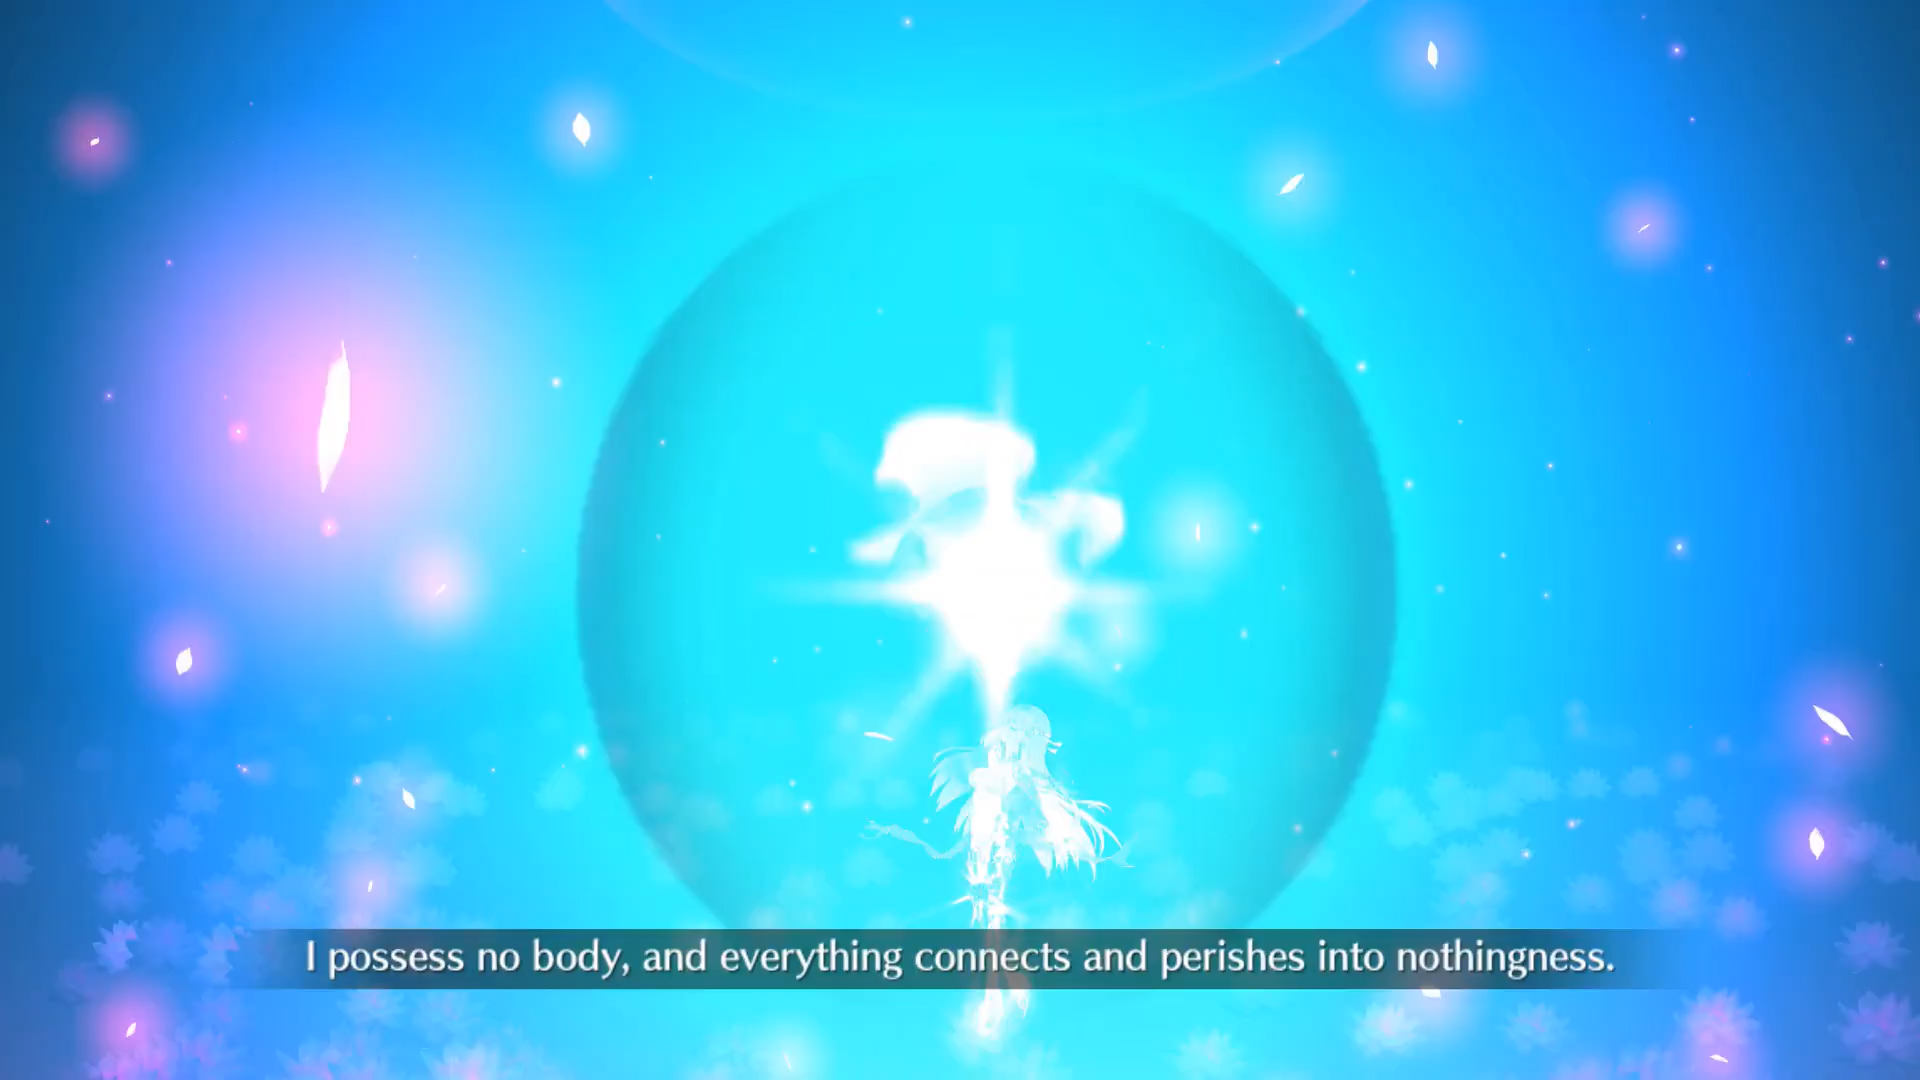 I possess no body, and everything connects and perishes into nothingness.